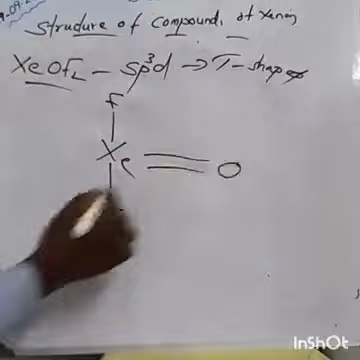 Structure of Compounds of Xenon
XeOF₂ – sp³d → T-shape
F
Xe
O
InShOt